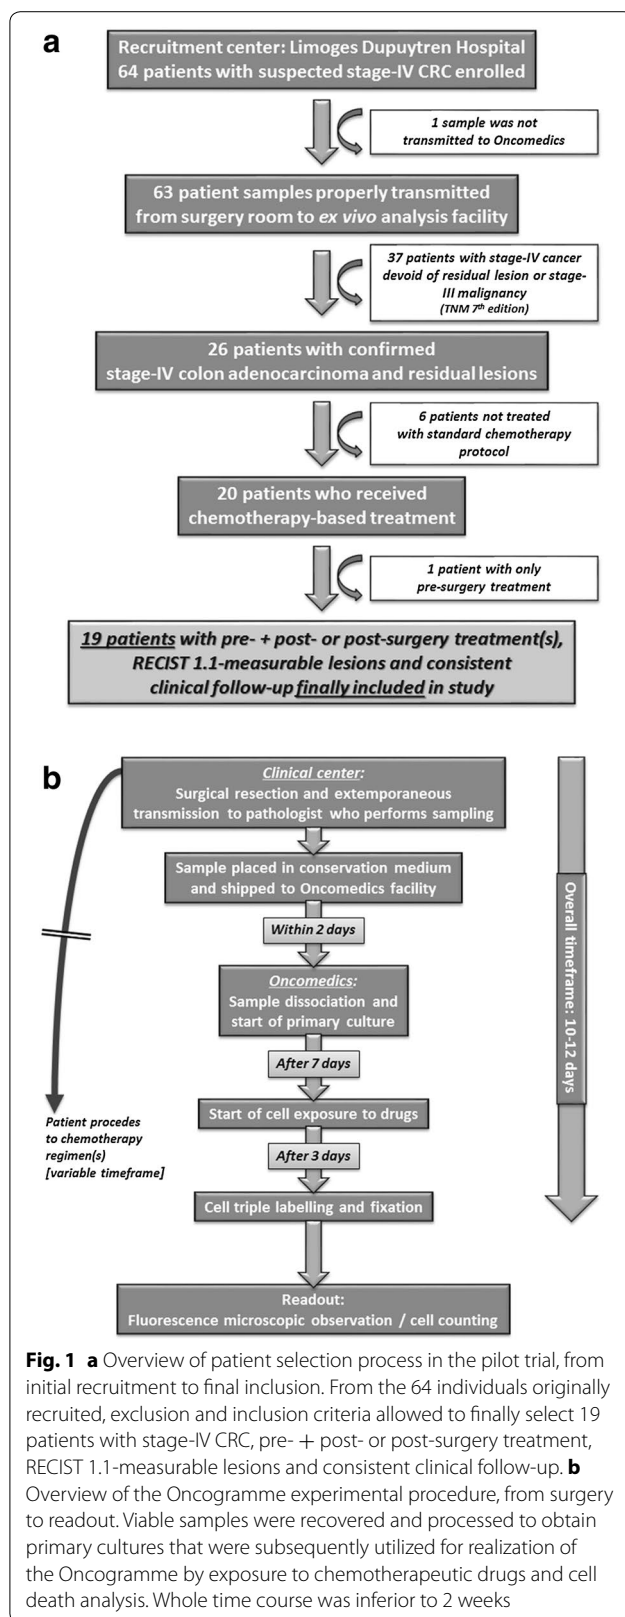 a
Recruitment center: Limoges Dupuytren Hospital
64 patients with suspected stage-IV CRC enrolled
1 sample was not
transmitted to Oncomedics
63 patient samples properly transmitted
from surgery room to ex vivo analysis facility
37 patients with stage-IV cancer
devoid of residual lesion or stage-
III malignancy
(TNM 7th edition)
26 patients with confirmed
stage-IV colon adenocarcinoma and residual lesions
6 patients not treated
with standard chemotherapy
protocol
20 patients who received
chemotherapy-based treatment
1 patient with only
pre-surgery treatment
19 patients with pre- + post- or post-surgery treatment(s),
RECIST 1.1-measurable lesions and consistent
clinical follow-up finally included in study
b
Clinical center:
Surgical resection and extemporaneous
transmission to pathologist who performs sampling
Sample placed in conservation medium
and shipped to Oncomedics facility
Within 2 days
Oncomedics:
Sample dissociation and
start of primary culture
After 7 days
Start of cell exposure to drugs
After 3 days
Cell triple labelling and fixation
Readout:
Fluorescence microscopic observation / cell counting
Patient procedes
to chemotherapy
regimen(s)
[variable timeframe]
Overall timeframe: 10-12 days
Fig. 1 a Overview of patient selection process in the pilot trial, from
initial recruitment to final inclusion. From the 64 individuals originally
recruited, exclusion and inclusion criteria allowed to finally select 19
patients with stage-IV CRC, pre- + post- or post-surgery treatment,
RECIST 1.1-measurable lesions and consistent clinical follow-up. b
Overview of the Oncogramme experimental procedure, from surgery
to readout. Viable samples were recovered and processed to obtain
primary cultures that were subsequently utilized for realization of
the Oncogramme by exposure to chemotherapeutic drugs and cell
death analysis. Whole time course was inferior to 2 weeks